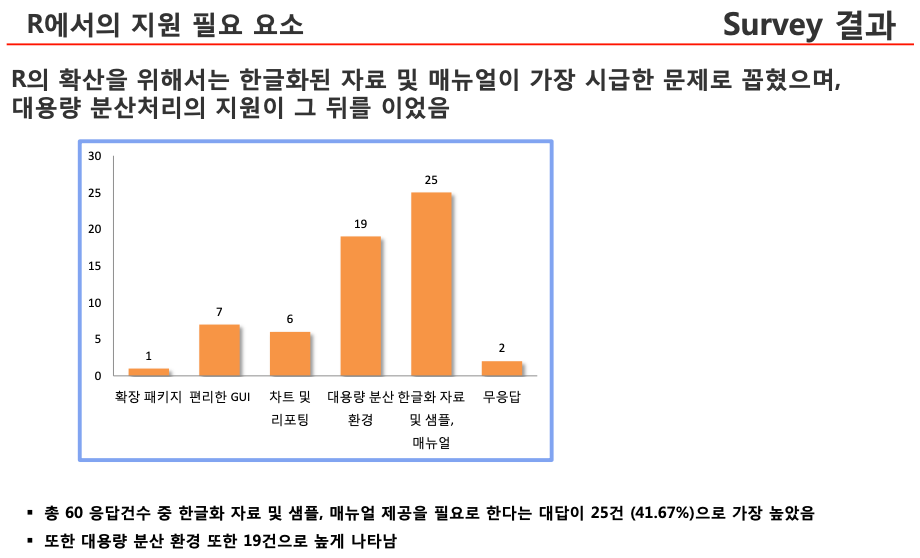 R에서의 지원 필요 요소
Survey 결과
R의 확산을 위해서는 한글화된 자료 및 매뉴얼이 가장 시급한 문제로 꼽혔으며,
대용량 분산처리의 지원이 그 뒤를 이었음
30
25
20
15
10
5
0
1
7
6
19
25
2
확장 패키지
편리한 GUI
차트 및
리포팅
대용량 분산
환경
한글화 자료
및 샘플,
매뉴얼
무응답
▪ 총 60 응답건수 중 한글화 자료 및 샘플, 매뉴얼 제공을 필요로 한다는 대답이 25건 (41.67%)으로 가장 높았음
▪ 또한 대용량 분산 환경 또한 19건으로 높게 나타남